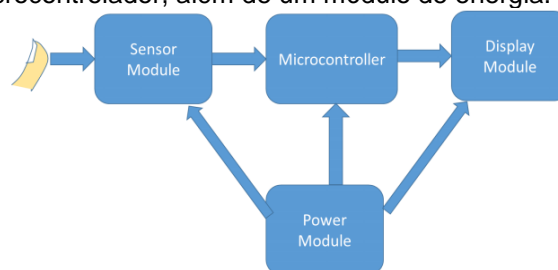 além de um módulo de energia.
Sensor
Module
Microcontroller
Display
Module
Power
Module